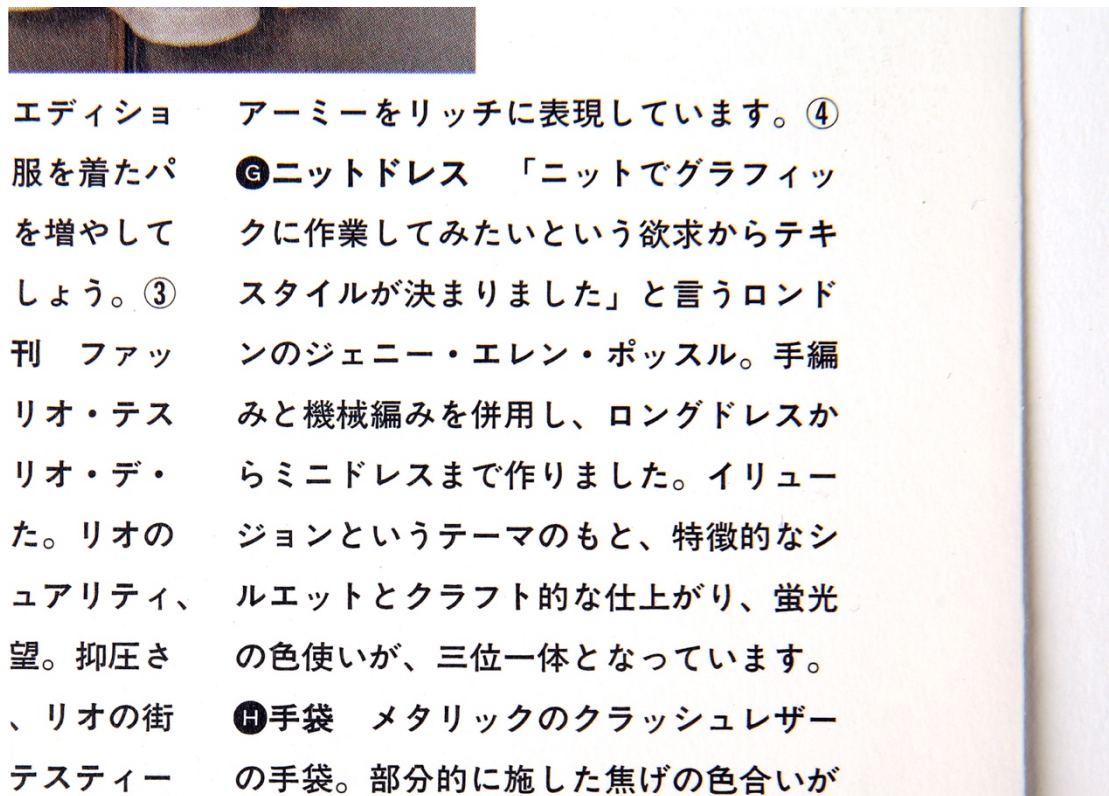 エディショ
服を着たパ
を増やして
しょう。③
刊　ファッ
リオ・テス
リオ・デ・
た。リオの
ュアリティ、
望。抑圧さ
、リオの街
テスティー
アーミーをリッチに表現しています。④
Gニットドレス　「ニットでグラフィッ
クに作業してみたいという欲求からテキ
スタイルが決まりました」と言うロンド
ンのジェニー・エレン・ポッスル。手編
みと機械編みを併用し、ロングドレスか
らミニドレスまで作りました。イリュー
ジョンというテーマのもと、特徴的なシ
ルエットとクラフト的な仕上がり、蛍光
の色使いが、三位一体となっています。
H手袋　メタリックのクラッシュレザー
の手袋。部分的に施した焦げの色合いが